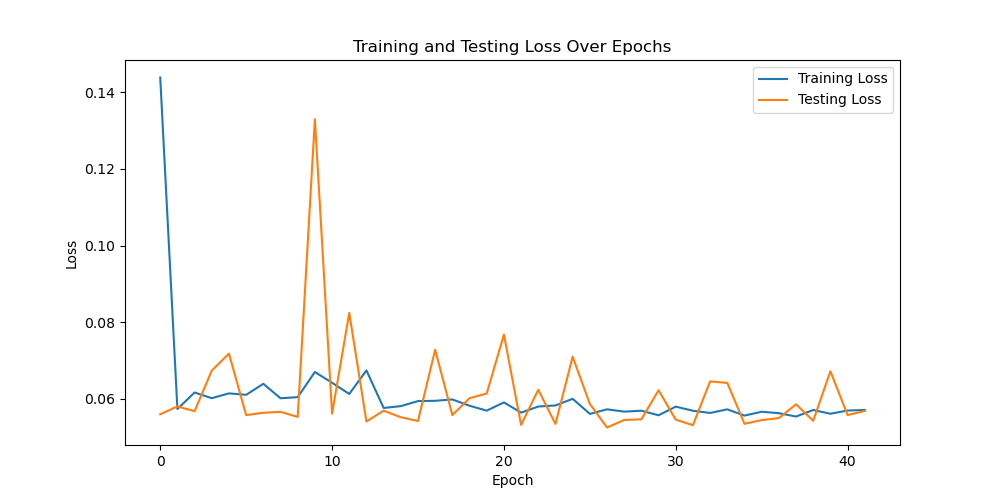 Training and Testing Loss Over Epochs
Training Loss
Testing Loss
0.14
0.12
0.10
0.08
0.06
Loss
0 10 20 30 40
Epoch